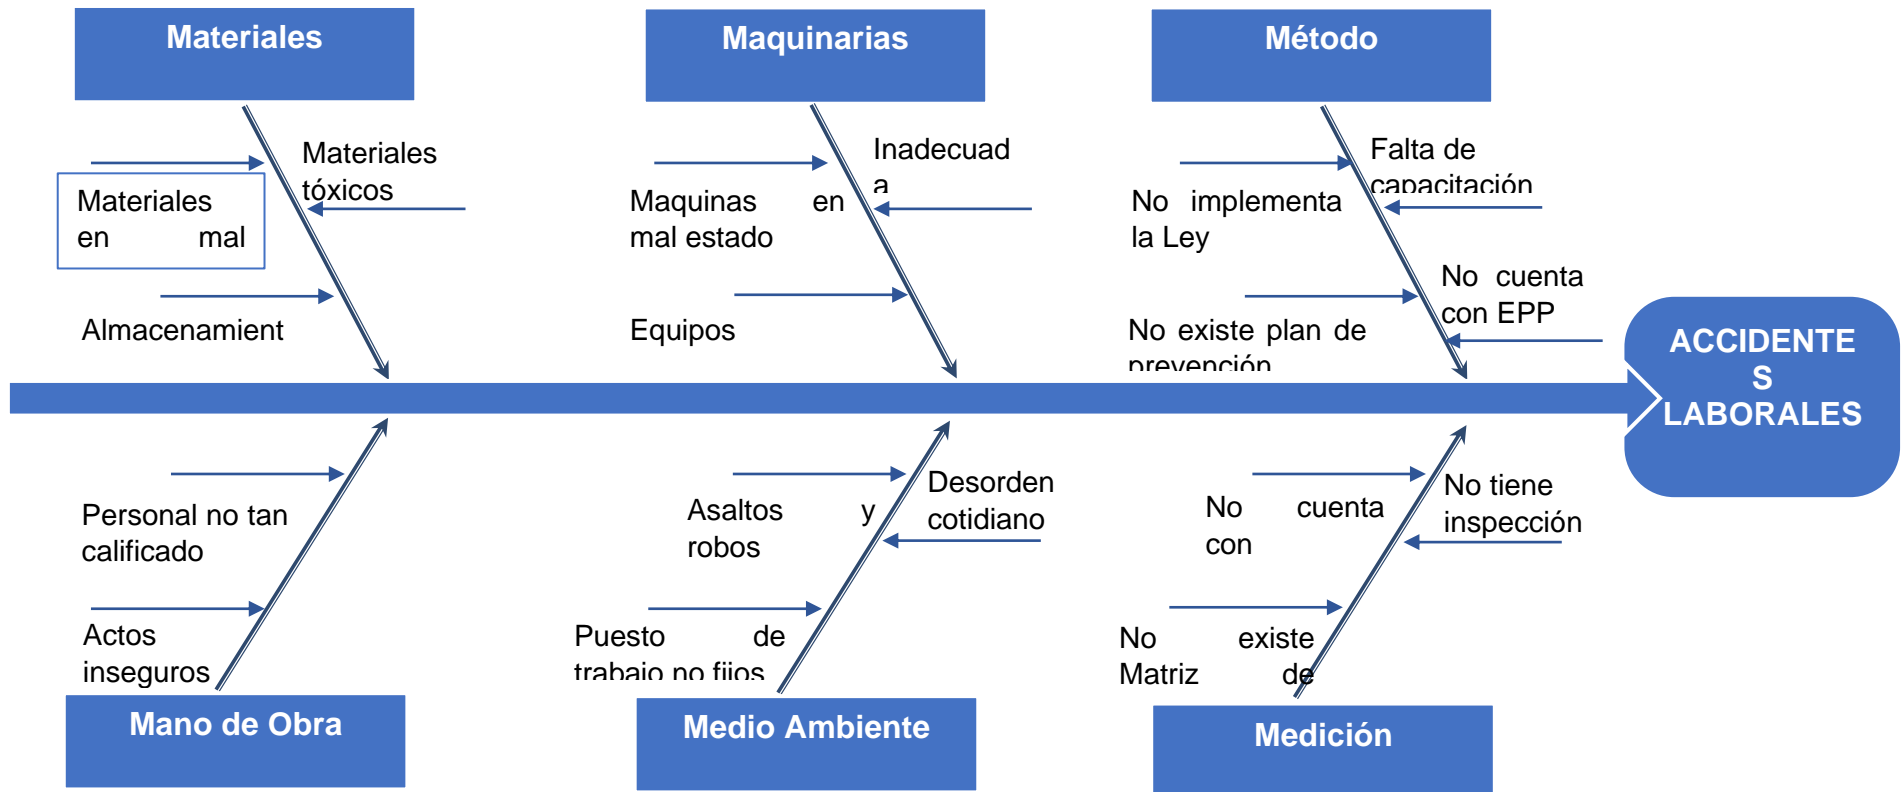 Materiales
Maquinarias
Método
Materiales
tóxicos
Materiales
en mal
Almacenamient
Inadecuad
a
Maquinas en
mal estado
Equipos
Falta de
capacitación
No implementa
la Ley
No cuenta
con EPP
No existe plan de
prevención
ACCIDENTE
S
LABORALES
Personal no tan
calificado
Actos
inseguros
Desorden
cotidiano
Asaltos y
robos
Puesto de
trabajo no fijos
No tiene
inspección
No cuenta
con
No existe
Matriz de
Mano de Obra
Medio Ambiente
Medición